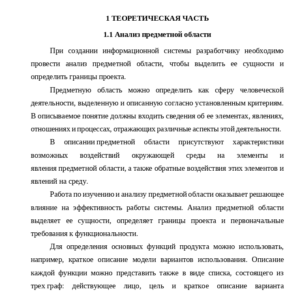 1 ТЕОРЕТИЧЕСКАЯ ЧАСТЬ
1.1 Анализ предметной области
При создании информационной системы разработчику необходимо
провести анализ предметной области, чтобы выделить ее сущности и
определить границы проекта.
Предметную область можно определить как сферу человеческой
деятельности, выделенную и описанную согласно установленным критериям.
В описываемое понятие должны входить сведения об ее элементах, явлениях,
отношениях и процессах, отражающих различные аспекты этой деятельности.
В описании предметной области присутствуют характеристики
возможных воздействий окружающей среды на элементы и
явления предметной области, а также обратные воздействия этих элементов и
явлений на среду.
Работа по изучению и анализу предметной области оказывает решающее
влияние на эффективность работы системы. Анализ предметной области
выделяет ее сущности, определяет границы проекта и первоначальные
требования к функциональности.
Для определения основных функций продукта можно использовать,
например, краткое описание модели вариантов использования. Описание
каждой функции можно представить также в виде списка, состоящего из
трех граф: действующее лицо, цель и краткое описание варианта